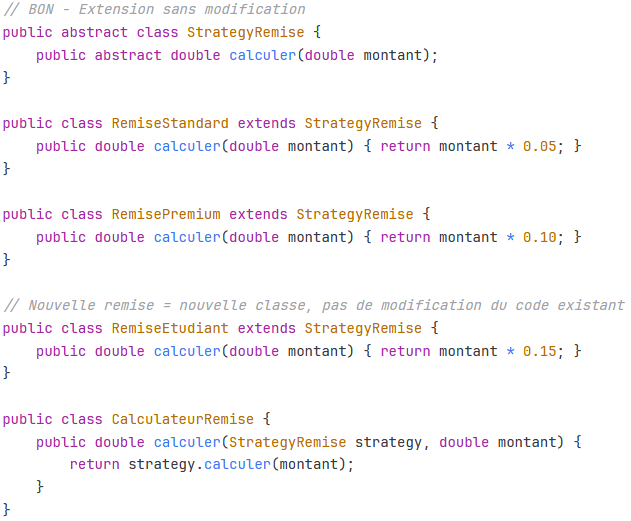 // BON - Extension sans modification
public abstract class StrategyRemise {
    public abstract double calculer(double montant);
}

public class RemiseStandard extends StrategyRemise {
    public double calculer(double montant) { return montant * 0.05; }
}

public class RemisePremium extends StrategyRemise {
    public double calculer(double montant) { return montant * 0.10; }
}

// Nouvelle remise = nouvelle classe, pas de modification du code existant
public class RemiseEtudiant extends StrategyRemise {
    public double calculer(double montant) { return montant * 0.15; }
}

public class CalculateurRemise {
    public double calculer(StrategyRemise strategy, double montant) {
        return strategy.calculer(montant);
    }
}